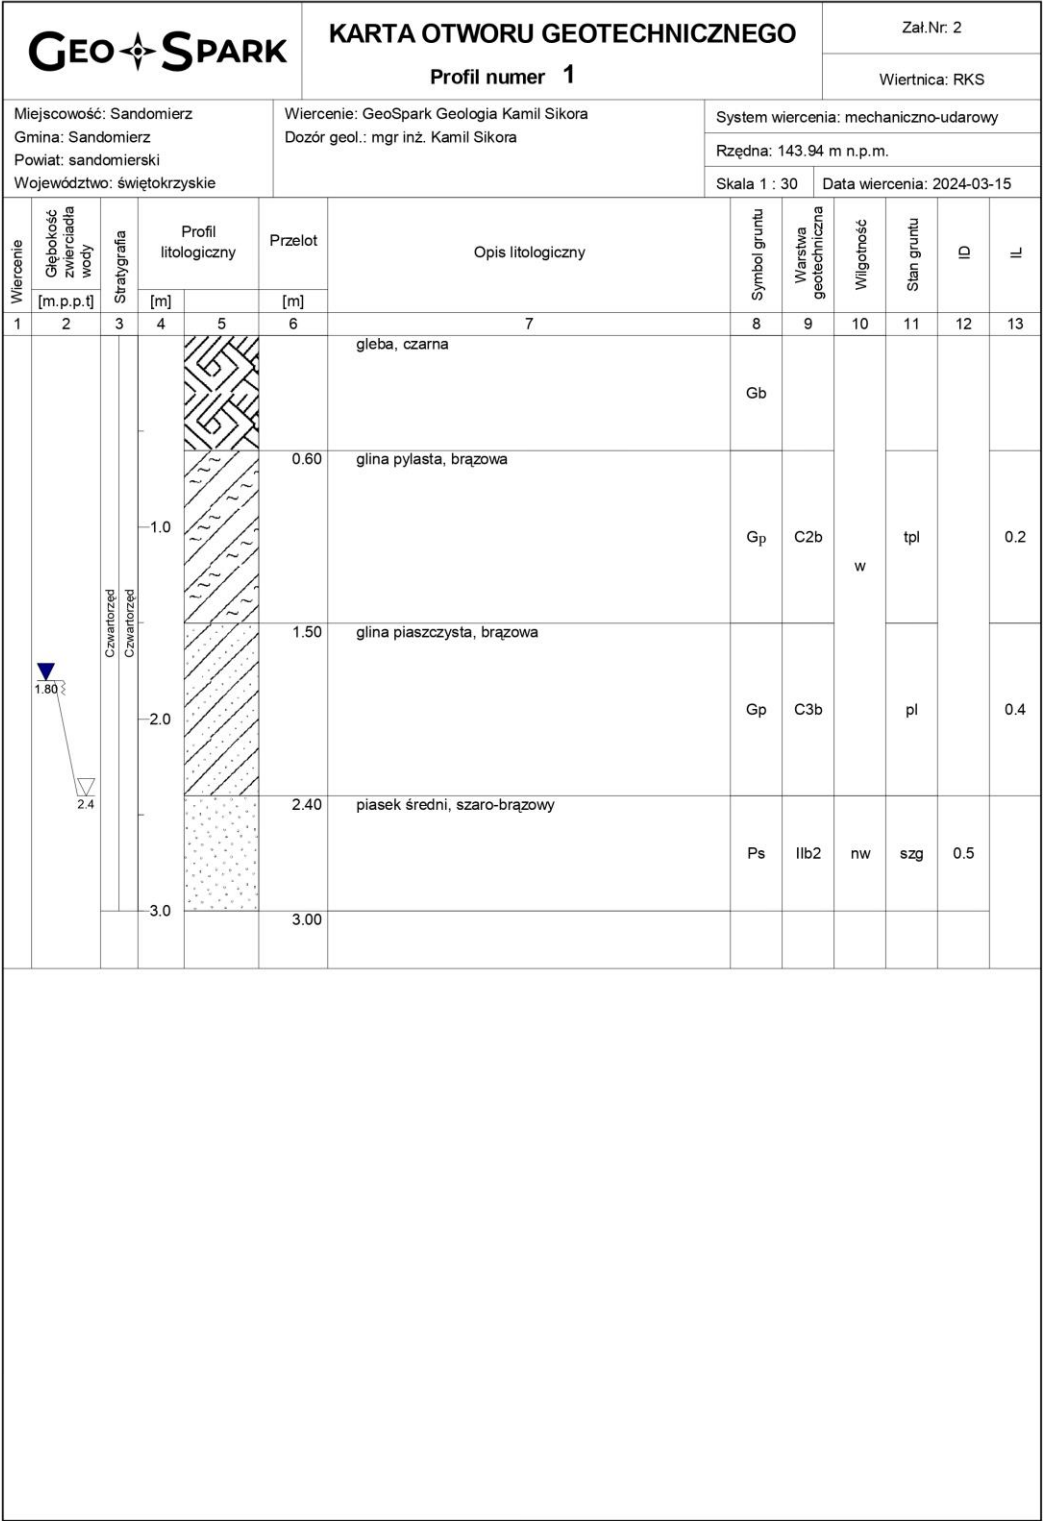 GEO SPARK
KARTA OTWORU GEOTECHNICZNEGO
Profil numer 1
Zał.Nr: 2
Wiertnica: RKS
Miejscowość: Sandomierz
Gmina: Sandomierz
Powiat: sandomierski
Województwo: świętokrzyskie
Wiercenie: GeoSpark Geologia Kamil Sikora
Dozór geol.: mgr inż. Kamil Sikora
System wiercenia: mechaniczno-udarowy
Rzędna: 143.94 m n.p.m.
Skala 1 : 30
Data wiercenia: 2024-03-15
Wiercenie
Głębokość
zwierciadła
wody
[m.p.p.t]
Stratygrafia
Profil
litologiczny
[m]
Przelot
[m]
Opis litologiczny
Symbol gruntu
Warstwa
geotechniczna
Wilgotność
Stan gruntu
ID
IL
1 2 3 4 5 6 7 8 9 10 11 12 13
gleba, czarna
Gb
0.60 glina pylasta, brązowa
1.0
Gp C2b tpl 0.2
w
Czwartorzęd
Czwartorzęd
1.50 glina piaszczysta, brązowa
1.80
2.0
Gp C3b pl 0.4
2.4
2.40 piasek średni, szaro-brązowy
Ps IIb2 nw szg 0.5
3.0
3.00